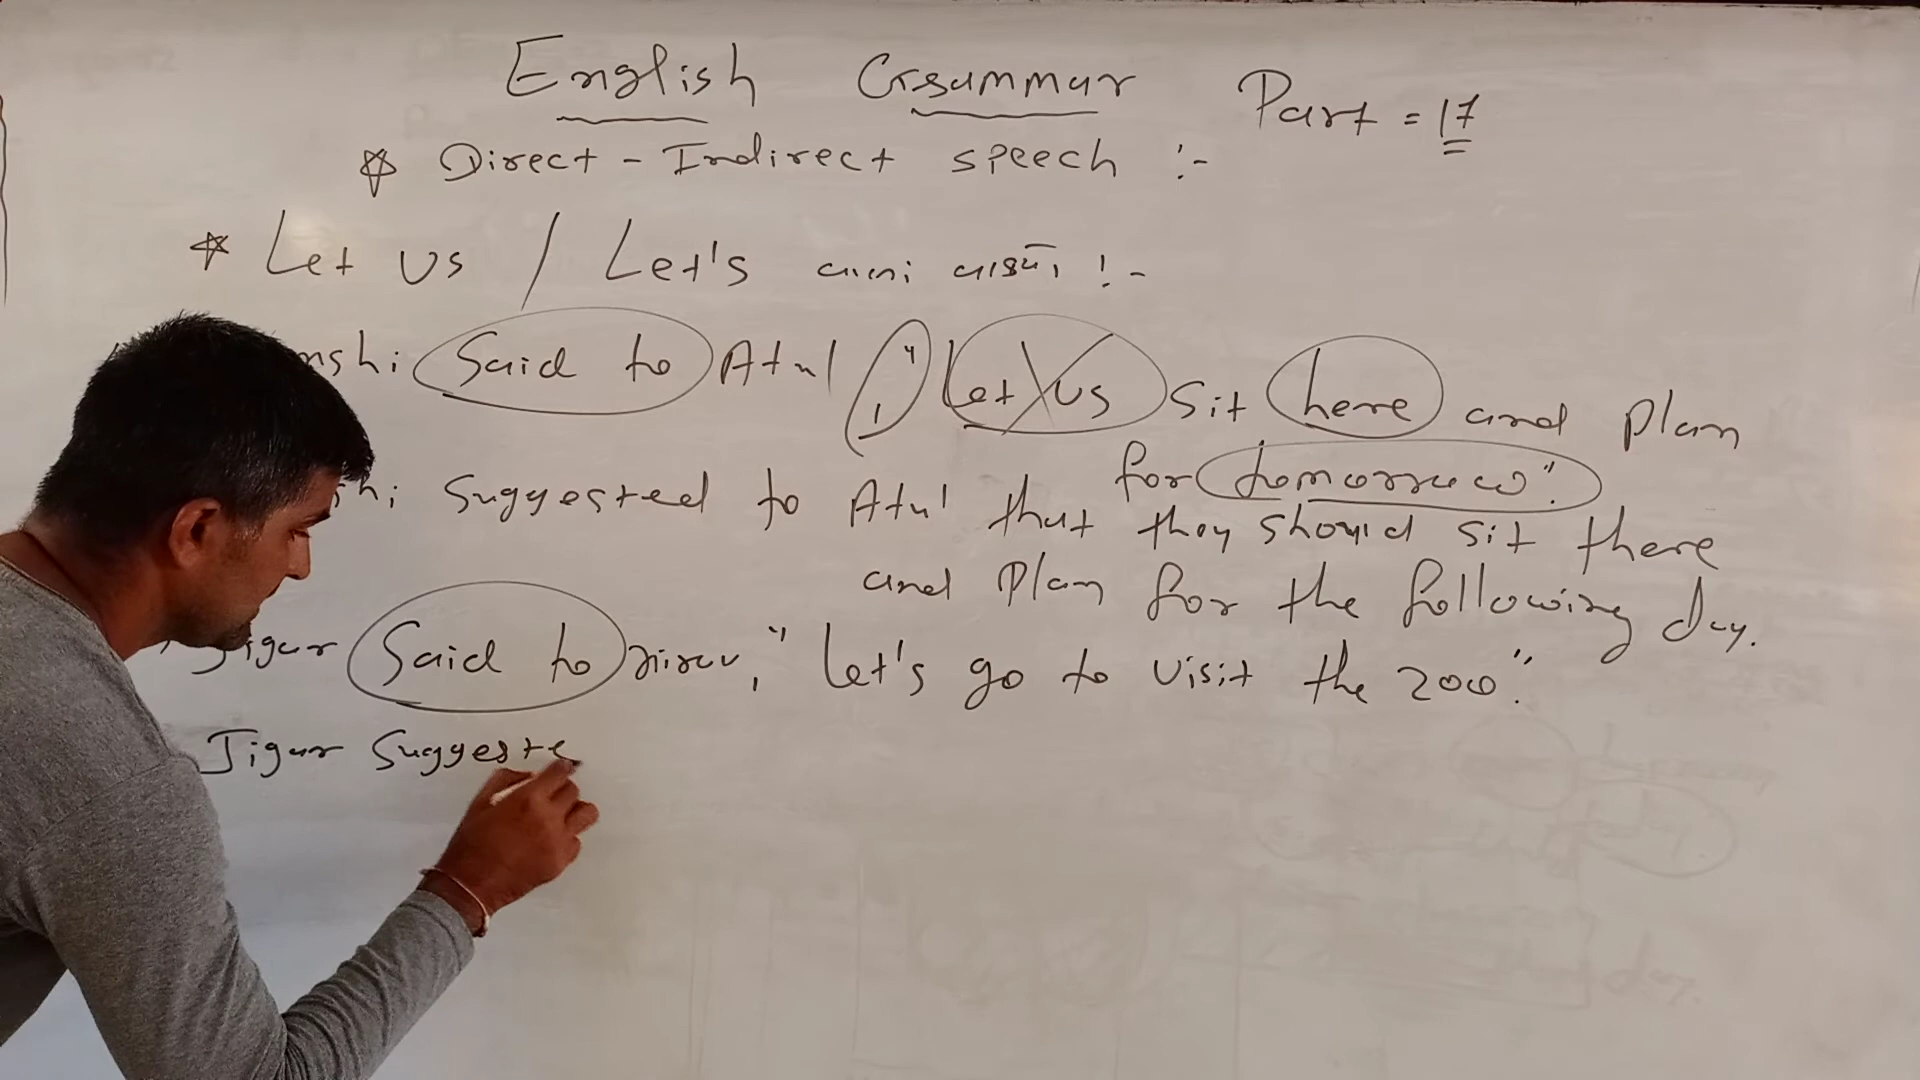 English Grammar Part = 17
☆ Direct - Indirect speech :-
* Let us / Let's વાળાં વાક્યો :-
nshi Said to Atul, "Let us Sit here and Plan
for tomorrow".
shi Suggested to Atul that they should sit there
and Plan for the following day.
Jigar Said to Nirav, "Let's go to visit the zoo".
Jigar Suggeste